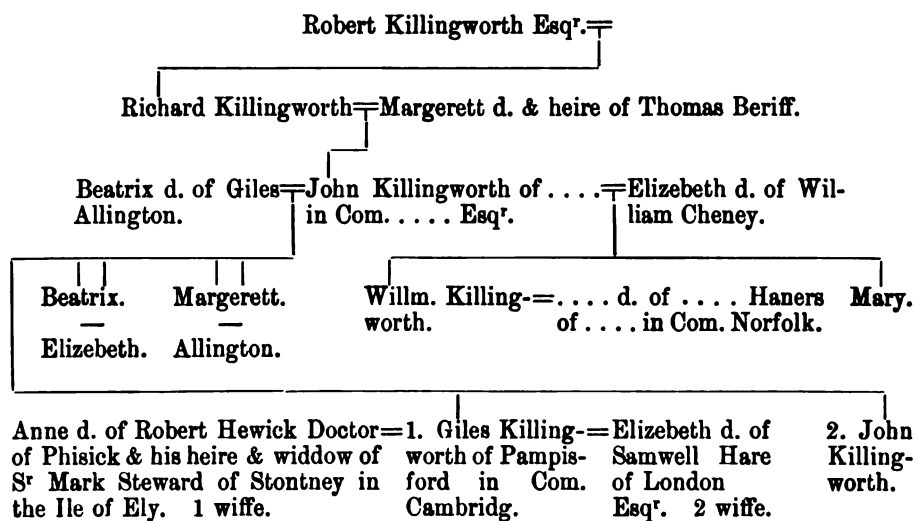 Robert Killingworth Esqr.
Richard Killingworth=Margerett d. & heire of Thomas Beriff.
Beatrix d. of Giles=John Killingworth of . . . .=Elizebeth d. of Wil-
Allington. in Com. . . . . . Esqr. liam Cheney.
Beatrix. Margerett. Willm. Killing-=. . . . d. of . . . . Haners Mary.
worth. of . . . . in Com. Norfolk.
Elizebeth. Allington.
Anne d. of Robert Hewick Doctor=1. Giles Killing-=Elizebeth d. of 2. John
of Phisick & his heire & widdow of worth of Pampis- Samwell Hare Killing-
Sr Mark Steward of Stontney in ford in Com. of London worth.
the Ile of Ely. 1 wiffe. Cambridg. Esqr. 2 wiffe.